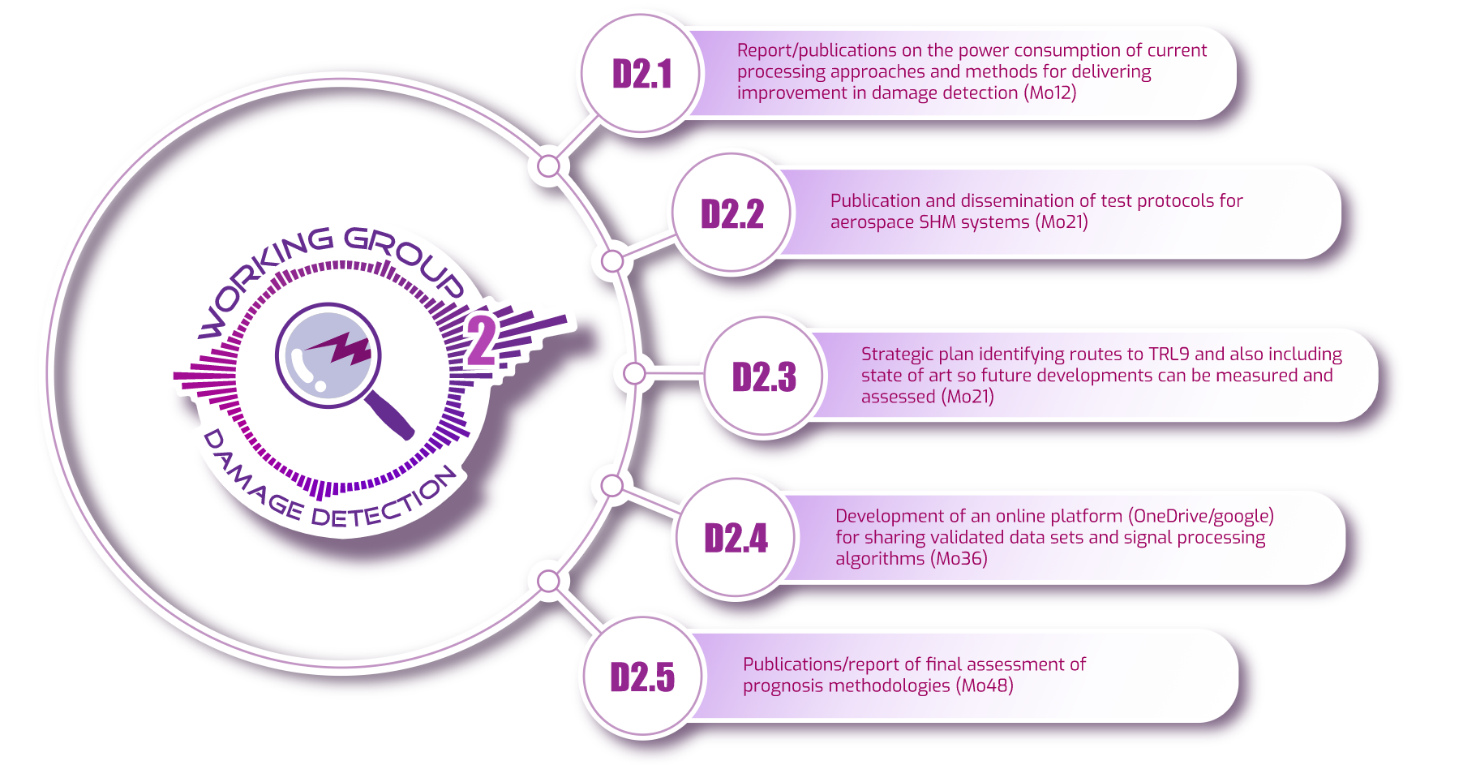 WORKING GROUP
2
DAMAGE DETECTION
D2.1
Report/publications on the power consumption of current
processing approaches and methods for delivering
improvement in damage detection (Mo12)
D2.2
Publication and dissemination of test protocols for
aerospace SHM systems (Mo21)
D2.3
Strategic plan identifying routes to TRL9 and also including
state of art so future developments can be measured and
assessed (Mo21)
D2.4
Development of an online platform (OneDrive/google)
for sharing validated data sets and signal processing
algorithms (Mo36)
D2.5
Publications/report of final assessment of
prognosis methodologies (Mo48)